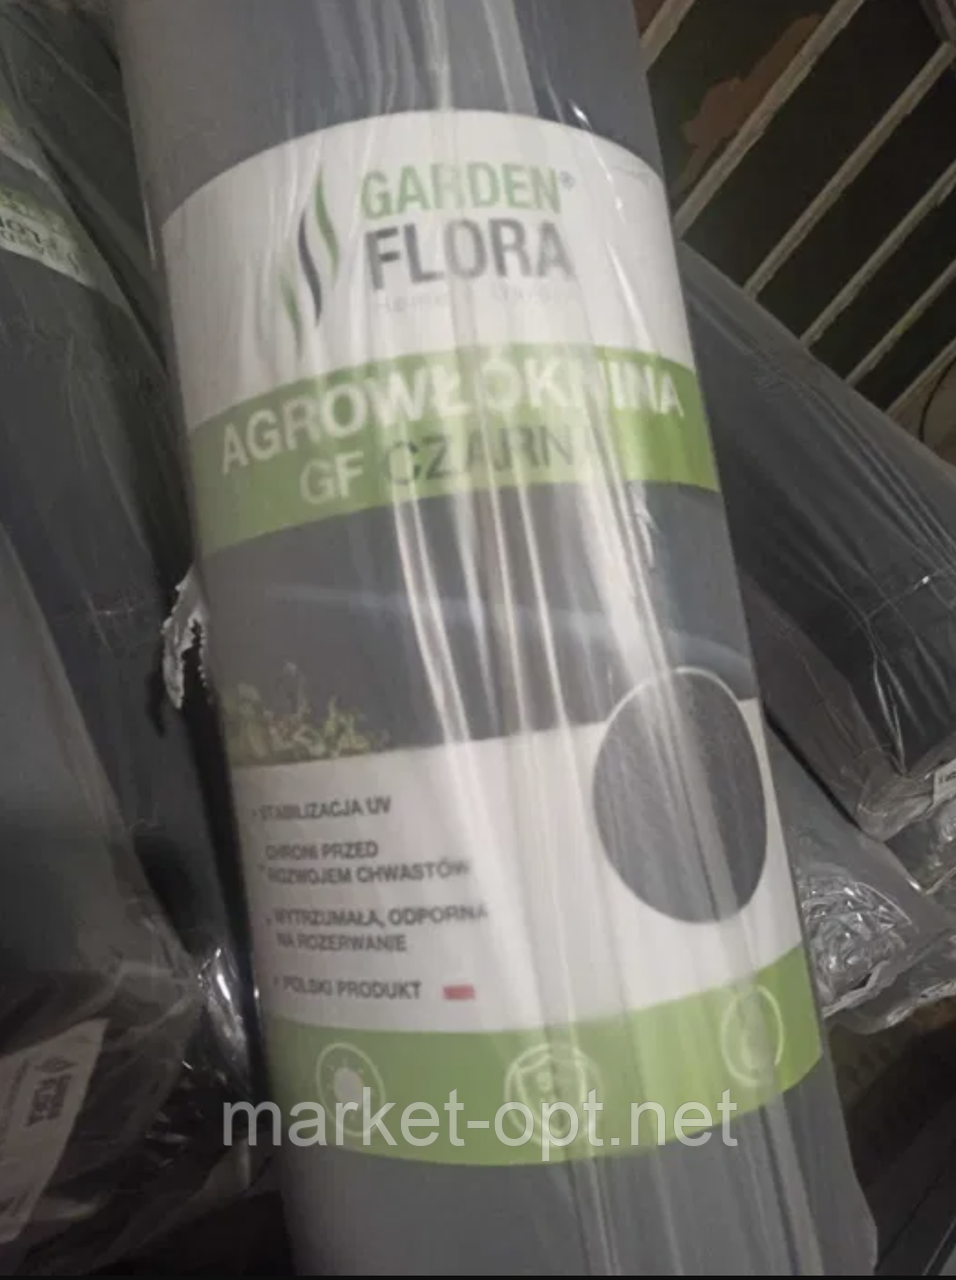 GARDEN®
FLORA
AGROWŁÓKNINA
GF CZARNA
STABILIZACJA UV
CHRONI PRZED
ROZWOJEM CHWASTÓW
WYTRZYMAŁA, ODPORNA
NA ROZERWANIE
POLSKI PRODUKT
market-opt.net